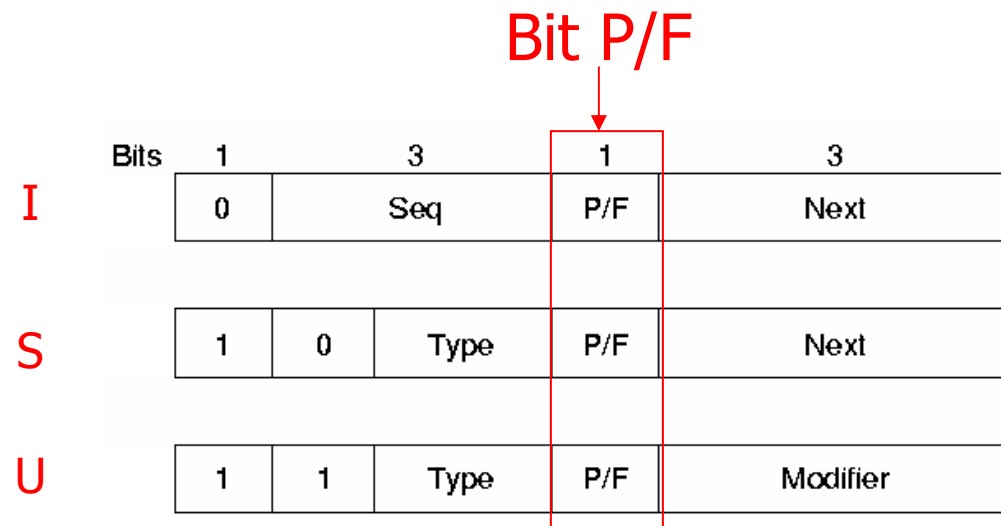 Bit P/F
Bits 1 3 1 3
I 0 Seq P/F Next
S 1 0 Type P/F Next
U 1 1 Type P/F Modifier